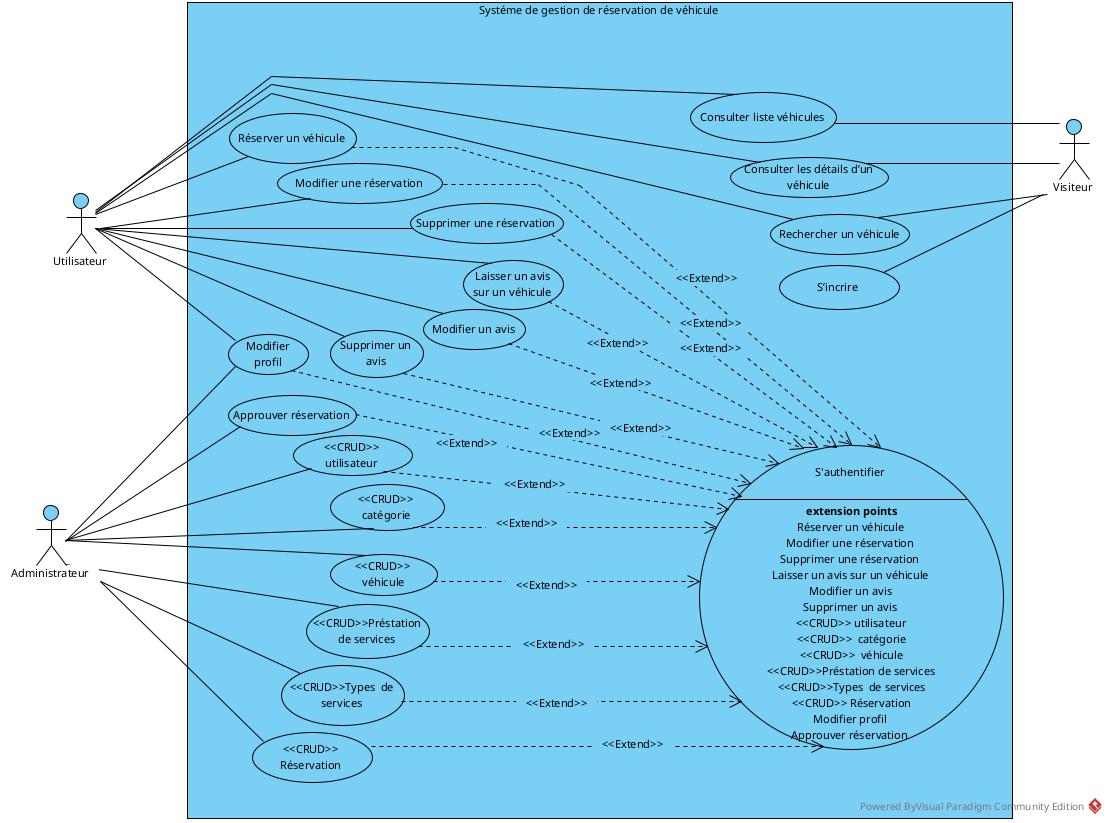 Systéme de gestion de réservation de véhicule
Consulter liste véhicules
Réserver un véhicule
Consulter les détails d'un
véhicule
Modifier une réservation
Visiteur
Supprimer une réservation
Rechercher un véhicule
Utilisateur
Laisser un avis
sur un véhicule
<<Extend>>
S'incrire
Modifier un avis
<<Extend>>
<<Extend>>
<<Extend>>
Modifier
profil
Supprimer un
avis
<<Extend>>
Approuver réservation
<<Extend>>
<<Extend>>
<<Extend>>
<<CRUD>>
utilisateur
<<Extend>>
<<CRUD>>
catégorie
<<Extend>>
Administrateur
<<CRUD>>
véhicule
<<Extend>>
<<CRUD>>Préstation
de services
<<Extend>>
<<CRUD>>Types  de
services
<<Extend>>
<<CRUD>>
Réservation
<<Extend>>
S'authentifier
extension points
Réserver un véhicule
Modifier une réservation
Supprimer une réservation
Laisser un avis sur un véhicule
Modifier un avis
Supprimer un avis
<<CRUD>> utilisateur
<<CRUD>>  catégorie
<<CRUD>>  véhicule
<<CRUD>>Préstation de services
<<CRUD>>Types  de services
<<CRUD>> Réservation
Modifier profil
Approuver réservation
Powered ByVisual Paradigm Community Edition